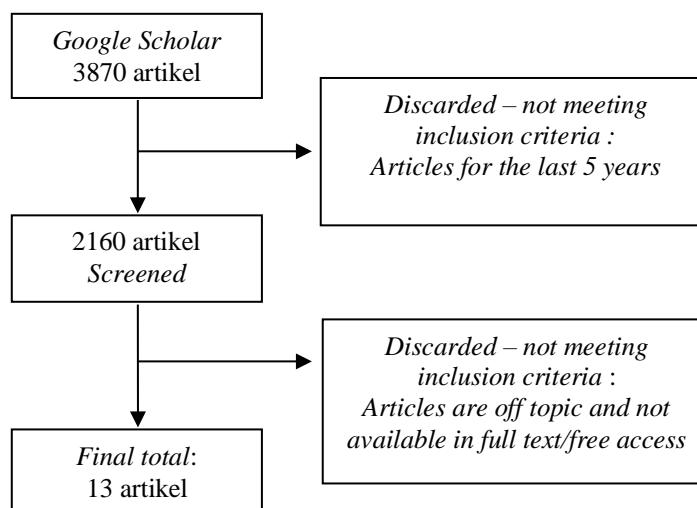 Google Scholar
3870 artikel
Discarded – not meeting
inclusion criteria :
Articles for the last 5 years
2160 artikel
Screened
Discarded – not meeting
inclusion criteria :
Articles are off topic and not
available in full text/free access
Final total:
13 artikel